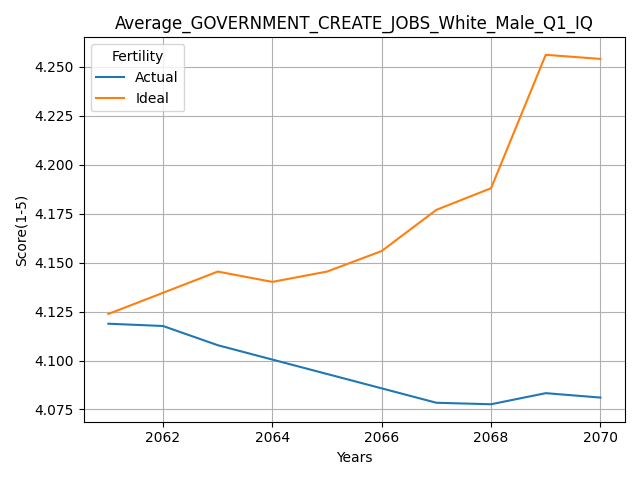 Average_GOVERNMENT_CREATE_JOBS_White_Male_Q1_IQ
Fertility
Actual
Ideal
4.250
4.225
4.200
4.175
4.150
4.125
4.100
4.075
Score(1-5)
2062
2064
2066
2068
2070
Years